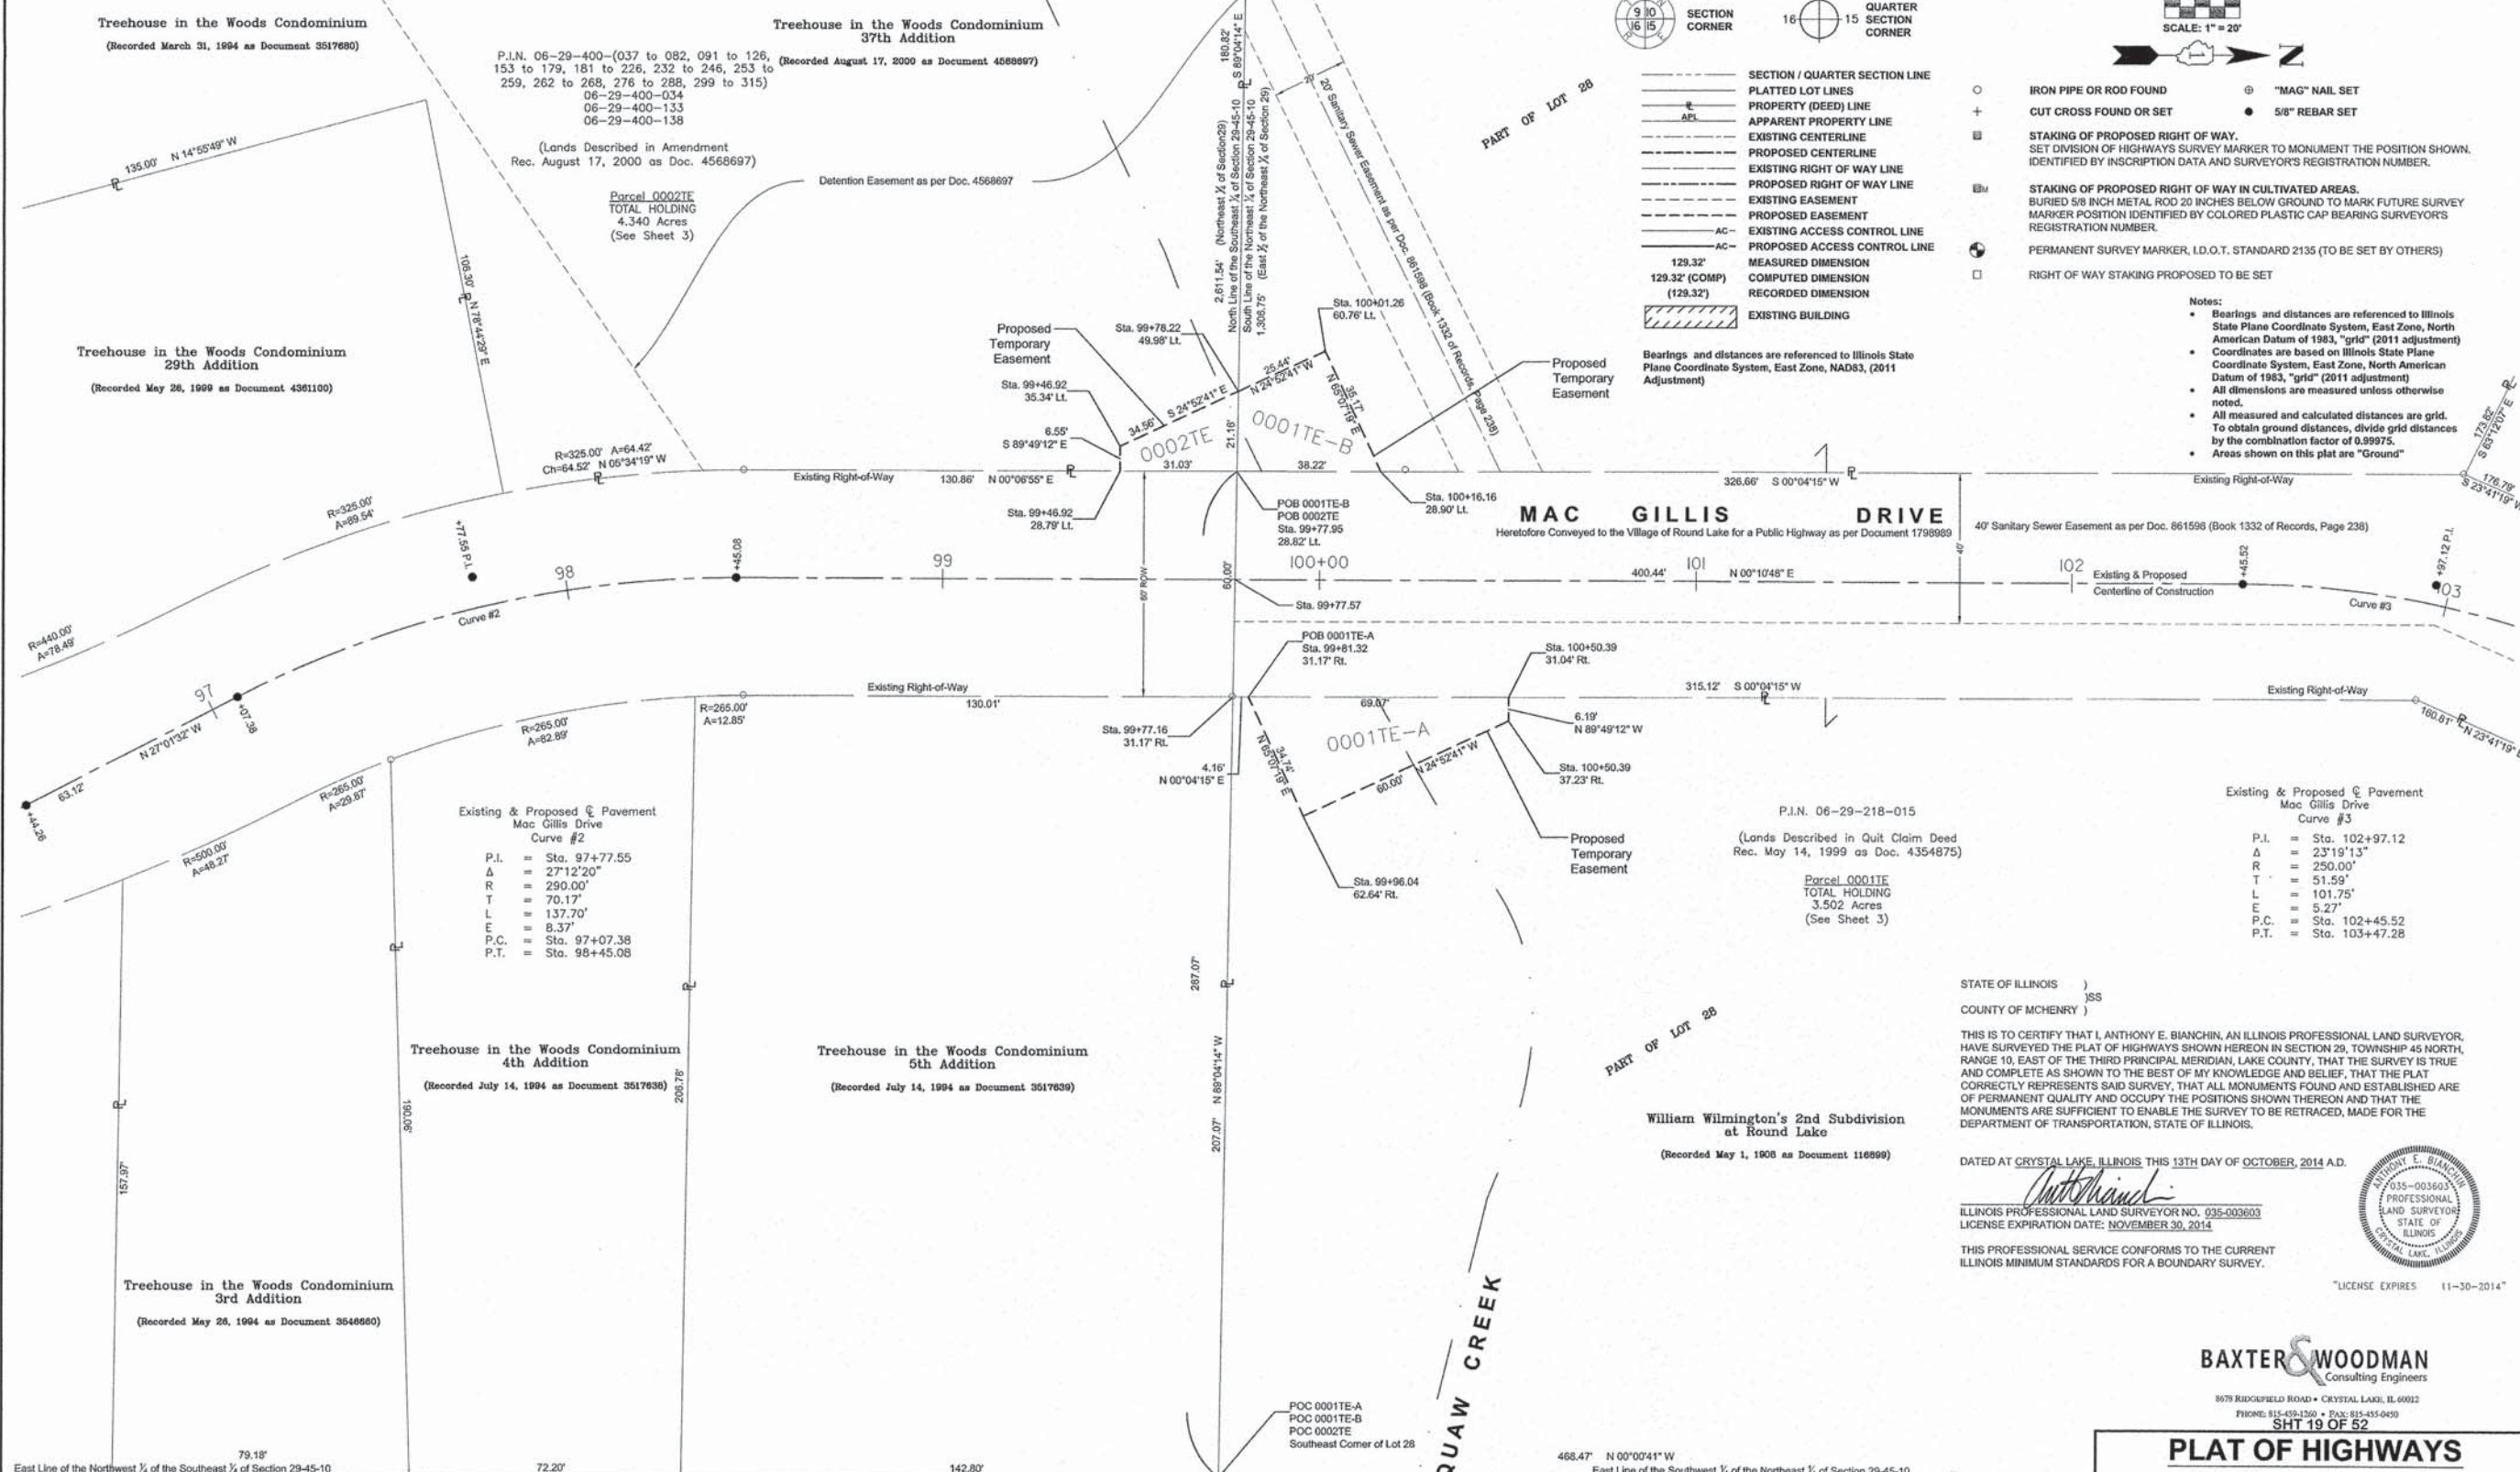 Treehouse in the Woods Condominium
(Recorded March 31, 1994 as Document 3517680)
Treehouse in the Woods Condominium
37th Addition
(Recorded August 17, 2000 as Document 4568697)
P.I.N. 06-29-400-(037 to 082, 091 to 126,
153 to 179, 181 to 226, 232 to 246, 253 to
259, 262 to 268, 276 to 288, 299 to 315)
06-29-400-034
06-29-400-133
06-29-400-138
(Lands Described in Amendment
Rec. August 17, 2000 as Doc. 4568697)
Parcel 0002TE
TOTAL HOLDING
4.340 Acres
(See Sheet 3)
Detention Easement as per Doc. 4568697
135.00' N 14°55'49" W
106.30' N 78°44'29" E
Treehouse in the Woods Condominium
29th Addition
(Recorded May 26, 1999 as Document 4361100)
180.82' S 89°04'14" E
2,611.54' (Northeast ¼ of Section29)
North Line of the Southeast ¼ of Section 29-45-10
South Line of the Northeast ¼ of Section 29-45-10
1,308.75' (East ½ of the Northeast ¼ of Section 29)
20'
20' Sanitary Sewer Easement as per Doc. 861598 (Book 1332 of Records, Page 238)
PART OF LOT 28
9 10
16 15
SECTION
CORNER
16 15
QUARTER
SECTION
CORNER
SCALE: 1" = 20'
SECTION / QUARTER SECTION LINE
PLATTED LOT LINES
PROPERTY (DEED) LINE
APL APPARENT PROPERTY LINE
EXISTING CENTERLINE
PROPOSED CENTERLINE
EXISTING RIGHT OF WAY LINE
PROPOSED RIGHT OF WAY LINE
EXISTING EASEMENT
PROPOSED EASEMENT
AC EXISTING ACCESS CONTROL LINE
AC PROPOSED ACCESS CONTROL LINE
129.32' MEASURED DIMENSION
129.32' (COMP) COMPUTED DIMENSION
(129.32') RECORDED DIMENSION
EXISTING BUILDING
Bearings and distances are referenced to Illinois State
Plane Coordinate System, East Zone, NAD83, (2011
Adjustment)
IRON PIPE OR ROD FOUND
"MAG" NAIL SET
CUT CROSS FOUND OR SET
5/8" REBAR SET
STAKING OF PROPOSED RIGHT OF WAY.
SET DIVISION OF HIGHWAYS SURVEY MARKER TO MONUMENT THE POSITION SHOWN.
IDENTIFIED BY INSCRIPTION DATA AND SURVEYOR'S REGISTRATION NUMBER.
STAKING OF PROPOSED RIGHT OF WAY IN CULTIVATED AREAS.
BURIED 5/8 INCH METAL ROD 20 INCHES BELOW GROUND TO MARK FUTURE SURVEY
MARKER POSITION IDENTIFIED BY COLORED PLASTIC CAP BEARING SURVEYOR'S
REGISTRATION NUMBER.
PERMANENT SURVEY MARKER, I.D.O.T. STANDARD 2135 (TO BE SET BY OTHERS)
RIGHT OF WAY STAKING PROPOSED TO BE SET
Notes:
• Bearings and distances are referenced to Illinois
State Plane Coordinate System, East Zone, North
American Datum of 1983, "grid" (2011 adjustment)
• Coordinates are based on Illinois State Plane
Coordinate System, East Zone, North American
Datum of 1983, "grid" (2011 adjustment)
• All dimensions are measured unless otherwise
noted.
• All measured and calculated distances are grid.
To obtain ground distances, divide grid distances
by the combination factor of 0.99975.
• Areas shown on this plat are "Ground"
173.82'
S 63°12'07" E
176.79'
S 23°41'19" W
Proposed
Temporary
Easement
Sta. 99+78.22
49.98' Lt.
Sta. 100+01.26
60.76' Lt.
Proposed
Temporary
Easement
Sta. 99+46.92
35.34' Lt.
6.55'
S 89°49'12" E
34.56' S 24°52'41" E
25.44'
N 24°52'41" W
35.17'
N 65°07'19" E
0002TE
0001TE-B
21.16'
31.03'
38.22'
R=325.00' A=64.42'
Ch=64.52' N 05°34'19" W
Existing Right-of-Way
130.86' N 00°06'55" E
Sta. 99+46.92
28.79' Lt.
POB 0001TE-B
POB 0002TE
Sta. 99+77.95
28.82' Lt.
Sta. 100+16.16
28.90' Lt.
326.66' S 00°04'15" W
Existing Right-of-Way
MAC GILLIS DRIVE
Heretofore Conveyed to the Village of Round Lake for a Public Highway as per Document 1798989
40' Sanitary Sewer Easement as per Doc. 861598 (Book 1332 of Records, Page 238)
R=325.00'
A=89.54'
+77.55 P.I.
98
+45.08
99
60' ROW
60.00'
100+00
400.44'
101
N 00°10'48" E
40'
102
Existing & Proposed
Centerline of Construction
+45.52
+97.12 P.I.
103
Curve #3
Sta. 99+77.57
Curve #2
R=440.00'
A=78.49'
97
+07.38
N 27°01'32" W
63.12'
+44.26
POB 0001TE-A
Sta. 99+81.32
31.17' Rt.
Sta. 100+50.39
31.04' Rt.
Existing Right-of-Way
130.01'
R=265.00'
A=12.85'
R=265.00'
A=82.89'
R=265.00'
A=29.87'
R=500.00'
A=48.27'
315.12' S 00°04'15" W
Existing Right-of-Way
160.81'
N 23°41'19"
69.07'
0001TE-A
6.19'
N 89°49'12" W
Sta. 99+77.16
31.17' Rt.
4.16'
N 00°04'15" E
34.74'
N 65°07'19" E
60.00' N 24°52'41" W
Sta. 100+50.39
37.23' Rt.
Sta. 99+96.04
62.64' Rt.
Proposed
Temporary
Easement
Existing & Proposed ℄ Pavement
Mac Gillis Drive
Curve #2
P.I. = Sta. 97+77.55
Δ = 27°12'20"
R = 290.00'
T = 70.17'
L = 137.70'
E = 8.37'
P.C. = Sta. 97+07.38
P.T. = Sta. 98+45.08
P.I.N. 06-29-218-015
(Lands Described in Quit Claim Deed
Rec. May 14, 1999 as Doc. 4354875)
Parcel 0001TE
TOTAL HOLDING
3.502 Acres
(See Sheet 3)
Existing & Proposed ℄ Pavement
Mac Gillis Drive
Curve #3
P.I. = Sta. 102+97.12
Δ = 23°19'13"
R = 250.00'
T = 51.59'
L = 101.75'
E = 5.27'
P.C. = Sta. 102+45.52
P.T. = Sta. 103+47.28
157.97'
190.06'
206.78'
267.07'
207.07' N 89°04'14" W
Treehouse in the Woods Condominium
4th Addition
(Recorded July 14, 1994 as Document 3517638)
Treehouse in the Woods Condominium
5th Addition
(Recorded July 14, 1994 as Document 3517639)
Treehouse in the Woods Condominium
3rd Addition
(Recorded May 26, 1994 as Document 3546660)
PART OF LOT 28
William Wilmington's 2nd Subdivision
at Round Lake
(Recorded May 1, 1908 as Document 116899)
STATE OF ILLINOIS )
)SS
COUNTY OF MCHENRY )
THIS IS TO CERTIFY THAT I, ANTHONY E. BIANCHIN, AN ILLINOIS PROFESSIONAL LAND SURVEYOR,
HAVE SURVEYED THE PLAT OF HIGHWAYS SHOWN HEREON IN SECTION 29, TOWNSHIP 45 NORTH,
RANGE 10, EAST OF THE THIRD PRINCIPAL MERIDIAN, LAKE COUNTY, THAT THE SURVEY IS TRUE
AND COMPLETE AS SHOWN TO THE BEST OF MY KNOWLEDGE AND BELIEF, THAT THE PLAT
CORRECTLY REPRESENTS SAID SURVEY, THAT ALL MONUMENTS FOUND AND ESTABLISHED ARE
OF PERMANENT QUALITY AND OCCUPY THE POSITIONS SHOWN THEREON AND THAT THE
MONUMENTS ARE SUFFICIENT TO ENABLE THE SURVEY TO BE RETRACED, MADE FOR THE
DEPARTMENT OF TRANSPORTATION, STATE OF ILLINOIS.
DATED AT CRYSTAL LAKE, ILLINOIS THIS 13TH DAY OF OCTOBER, 2014 A.D.
ILLINOIS PROFESSIONAL LAND SURVEYOR NO. 035-003603
LICENSE EXPIRATION DATE: NOVEMBER 30, 2014
THIS PROFESSIONAL SERVICE CONFORMS TO THE CURRENT
ILLINOIS MINIMUM STANDARDS FOR A BOUNDARY SURVEY.
ANTHONY E. BIANCHIN
035-003603
PROFESSIONAL
LAND SURVEYOR
STATE OF
ILLINOIS
CRYSTAL LAKE, ILLINOIS
"LICENSE EXPIRES 11-30-2014"
QUAW CREEK
POC 0001TE-A
POC 0001TE-B
POC 0002TE
Southeast Corner of Lot 28
BAXTER & WOODMAN
Consulting Engineers
8678 RIDGEFIELD ROAD • CRYSTAL LAKE, IL 60012
PHONE: 815-459-1260 • FAX: 815-455-0450
SHT 19 OF 52
PLAT OF HIGHWAYS
79.18'
East Line of the Northwest ¼ of the Southeast ¼ of Section 29-45-10
72.20'
142.80'
468.47' N 00°00'41" W
East Line of the Southwest ¼ of the Northeast ¼ of Section 29-45-10